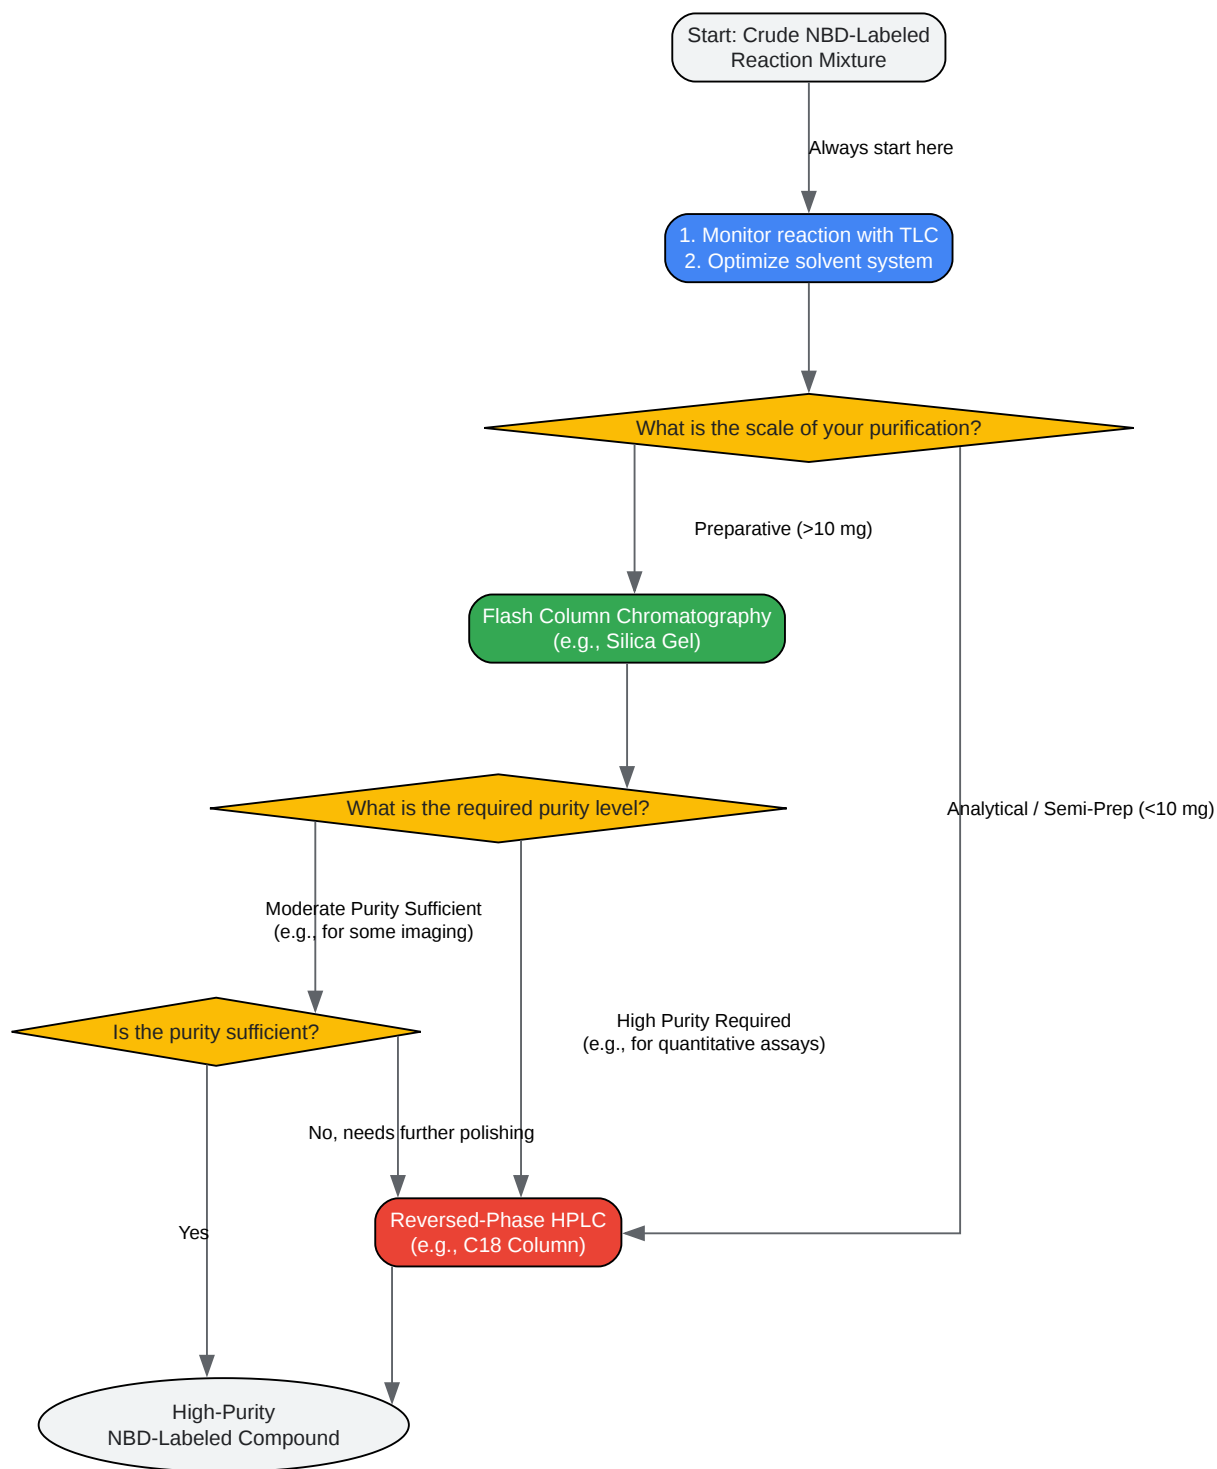 Start: Crude NBD-Labeled
Reaction Mixture
Always start here
1. Monitor reaction with TLC
2. Optimize solvent system
What is the scale of your purification?
Preparative (>10 mg)
Flash Column Chromatography
(e.g., Silica Gel)
What is the required purity level?
Analytical / Semi-Prep (<10 mg)
Moderate Purity Sufficient
(e.g., for some imaging)
Is the purity sufficient?
High Purity Required
(e.g., for quantitative assays)
No, needs further polishing
Yes
Reversed-Phase HPLC
(e.g., C18 Column)
High-Purity
NBD-Labeled Compound